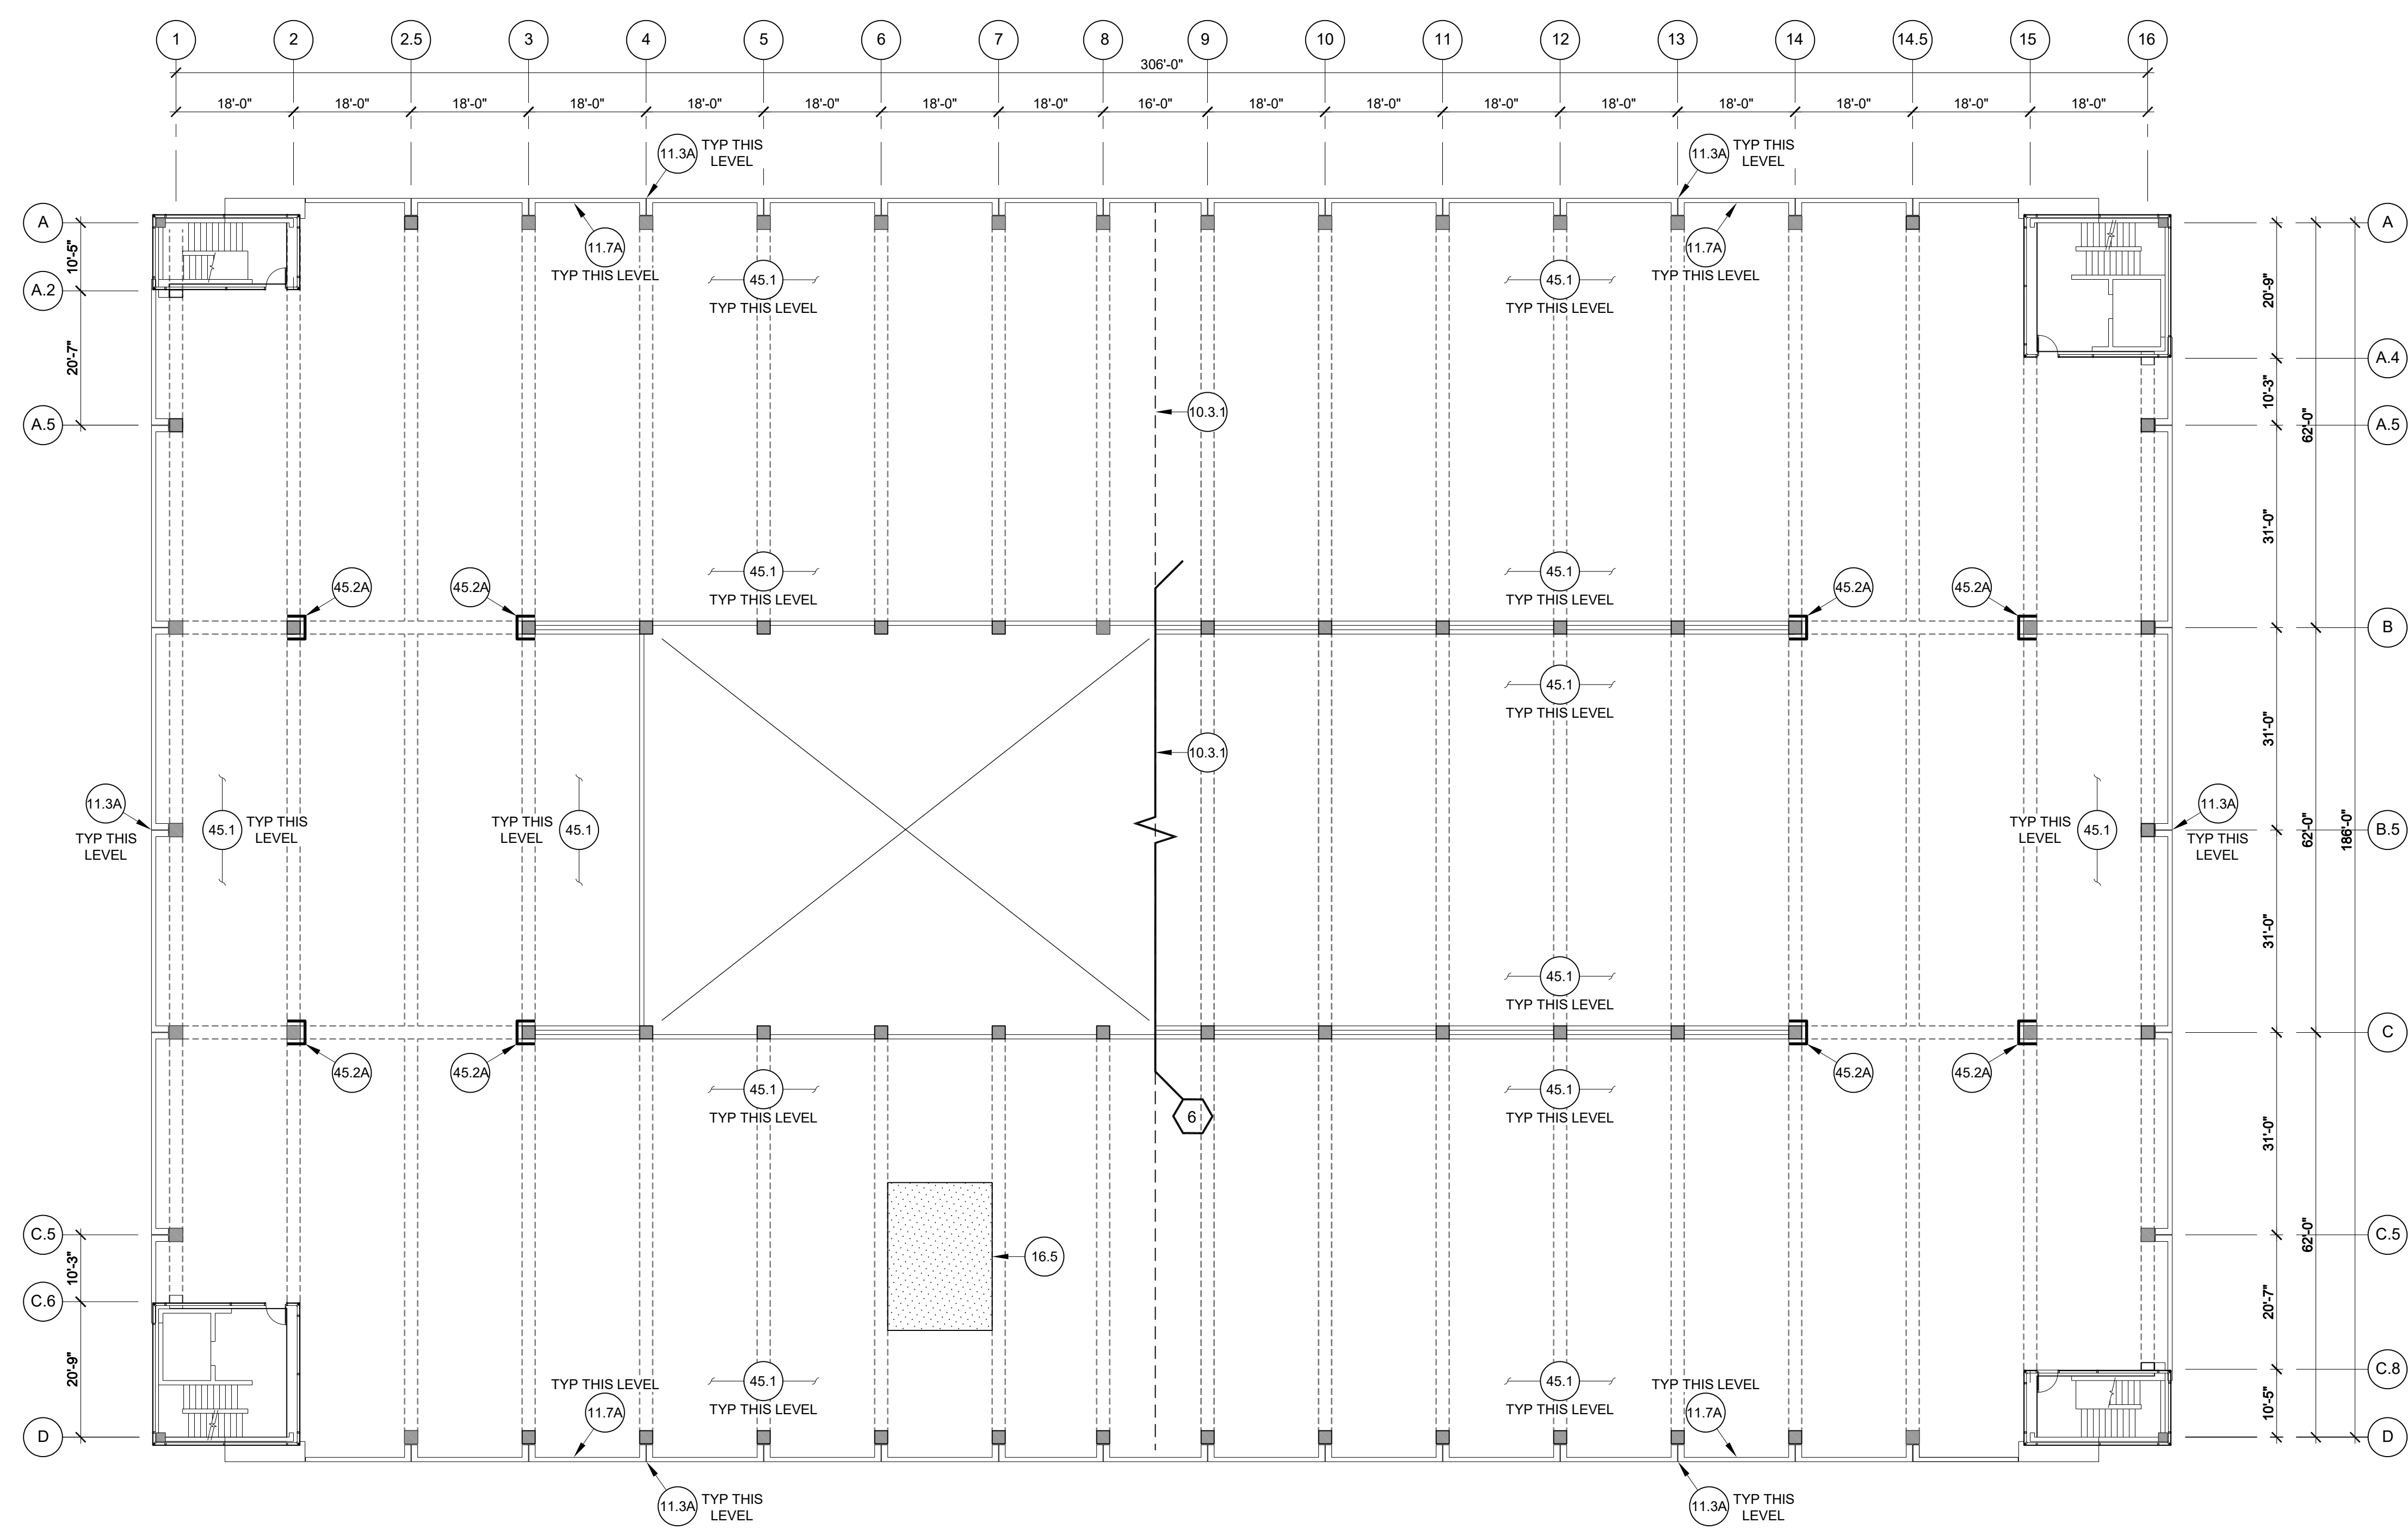 1 2 2.5 3 4 5 6 7 8 9 10 11 12 13 14 14.5 15 16
306'-0"
18'-0" 18'-0" 18'-0" 18'-0" 18'-0" 18'-0" 18'-0" 18'-0" 16'-0" 18'-0" 18'-0" 18'-0" 18'-0" 18'-0" 18'-0" 18'-0" 18'-0"
11.3A TYP THIS
LEVEL
11.3A TYP THIS
LEVEL
A
A
10'-5"
11.7A
TYP THIS LEVEL
11.7A
TYP THIS LEVEL
45.1
TYP THIS LEVEL
45.1
TYP THIS LEVEL
20'-9"
A.2
20'-7"
A.4
10'-3"
10.3.1
62'-0"
A.5
A.5
31'-0"
45.1
TYP THIS LEVEL
45.1
TYP THIS LEVEL
45.2A
45.2A
45.2A
45.2A
B
45.1
TYP THIS LEVEL
31'-0"
10.3.1
11.3A
TYP THIS
LEVEL
45.1
TYP THIS
LEVEL
TYP THIS
LEVEL
45.1
TYP THIS
LEVEL
45.1
11.3A
TYP THIS
LEVEL
62'-0"
186'-0"
B.5
31'-0"
45.1
TYP THIS LEVEL
C
45.2A
45.2A
45.2A
45.2A
45.1
TYP THIS LEVEL
45.1
TYP THIS LEVEL
6
31'-0"
C.5
C.5
10'-3"
16.5
62'-0"
C.6
20'-7"
20'-9"
C.8
TYP THIS LEVEL
11.7A
45.1
TYP THIS LEVEL
45.1
TYP THIS LEVEL
TYP THIS LEVEL
11.7A
10'-5"
D
D
11.3A TYP THIS
LEVEL
11.3A TYP THIS
LEVEL